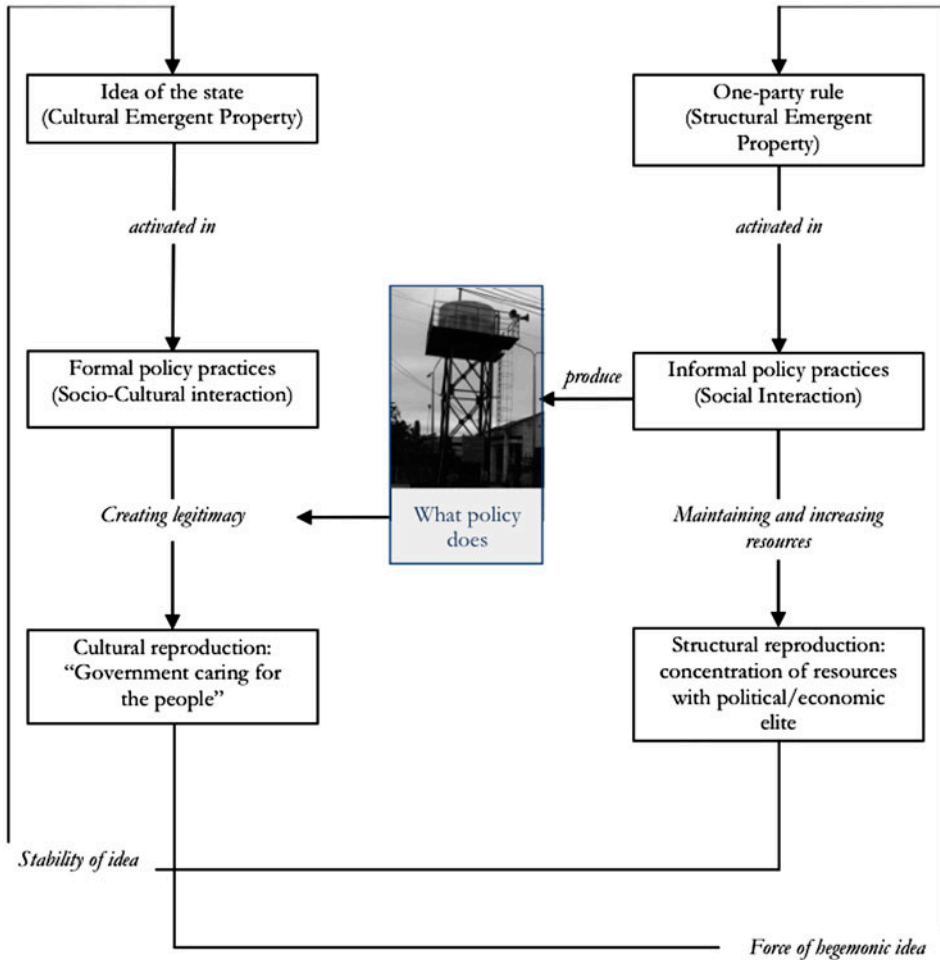 Idea of the state
(Cultural Emergent Property)
One-party rule
(Structural Emergent
Property)
activated in
activated in
Formal policy practices
(Socio-Cultural interaction)
produce
Informal policy practices
(Social Interaction)
Creating legitimacy
What policy
does
Maintaining and increasing
resources
Cultural reproduction:
“Government caring for
the people”
Structural reproduction:
concentration of resources
with political/economic
elite
Stability of idea
Force of hegemonic idea